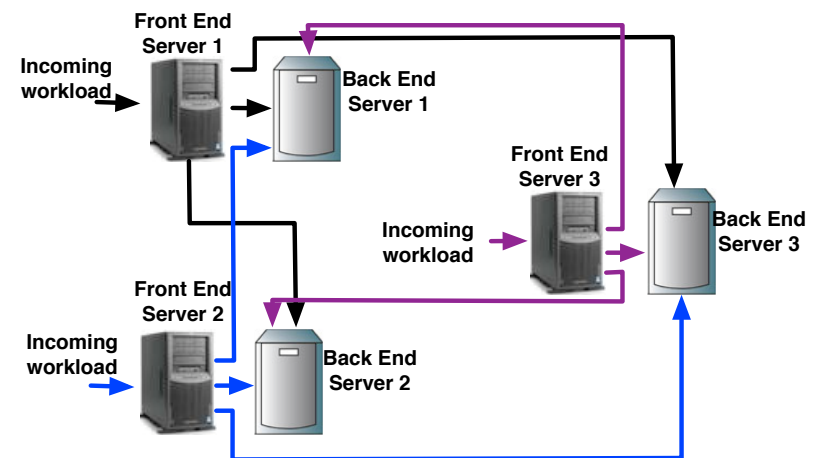 Front End
Server 1
Incoming
workload
Back End
Server 1
Front End
Server 3
Incoming
workload
Back End
Server 3
Front End
Server 2
Incoming
workload
Back End
Server 2